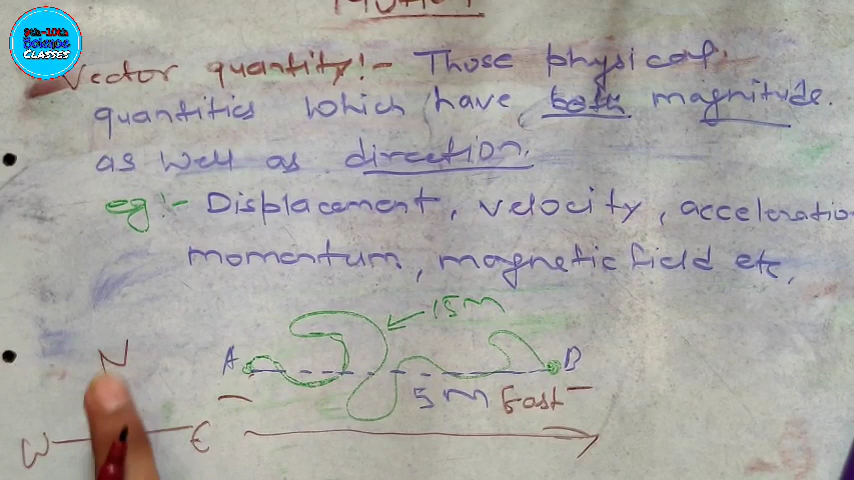 MOTION
9th-10th
Science
CLASSES
Vector quantity:- Those physical
quantities which have both magnitude.
as well as direction.
eg:- Displacement, velocity, acceleratio
momentum, magnetic field etc,
15m
A B
5m East
N
W E